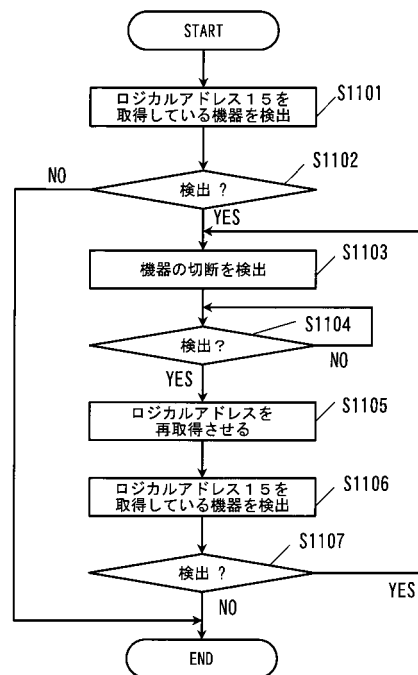 START
ロジカルアドレス１５を
取得している機器を検出
S1101
S1102
NO
検出 ?
YES
機器の切断を検出
S1103
S1104
検出?
NO
YES
ロジカルアドレスを
再取得させる
S1105
ロジカルアドレス１５を
取得している機器を検出
S1106
S1107
検出 ?
YES
NO
END